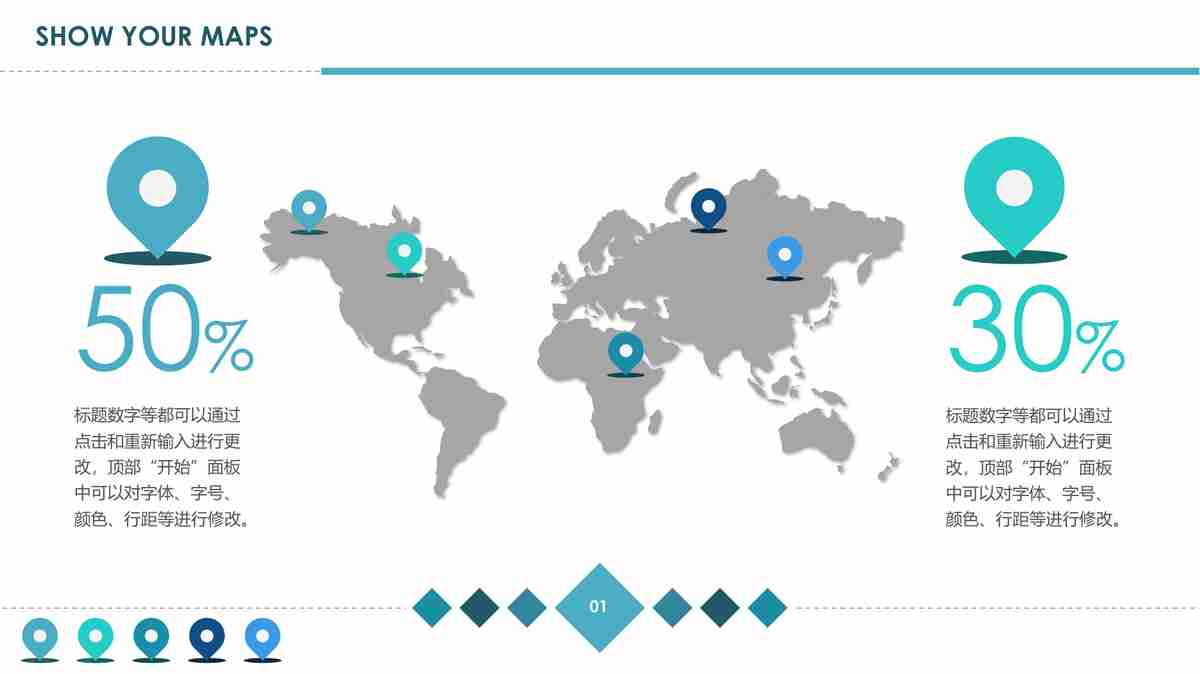 SHOW YOUR MAPS
50%
标题数字等都可以通过
点击和重新输入进行更
改，顶部“开始”面板
中可以对字体、字号、
颜色、行距等进行修改。
30%
标题数字等都可以通过
点击和重新输入进行更
改，顶部“开始”面板
中可以对字体、字号、
颜色、行距等进行修改。
01